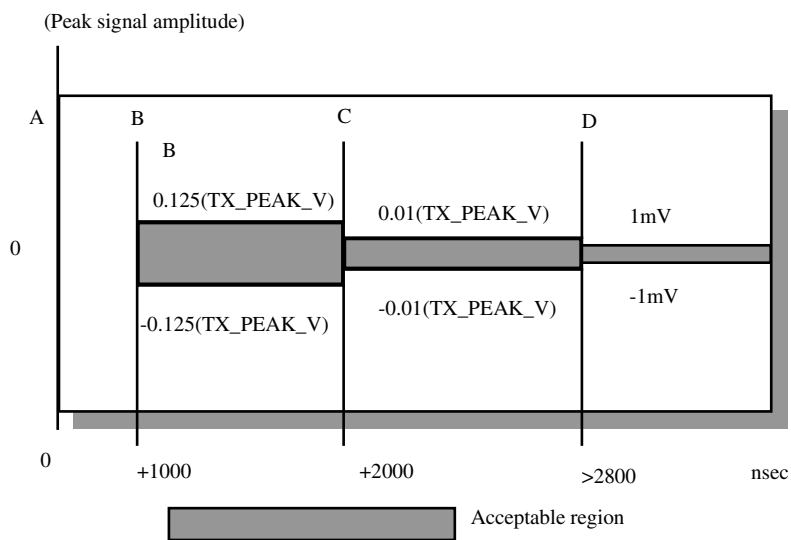 (Peak signal amplitude)
A
B
C
D
B
0.125(TX_PEAK_V)
0.01(TX_PEAK_V)
1mV
0
-1mV
-0.01(TX_PEAK_V)
-0.125(TX_PEAK_V)
0
+1000
+2000
>2800
nsec
Acceptable region